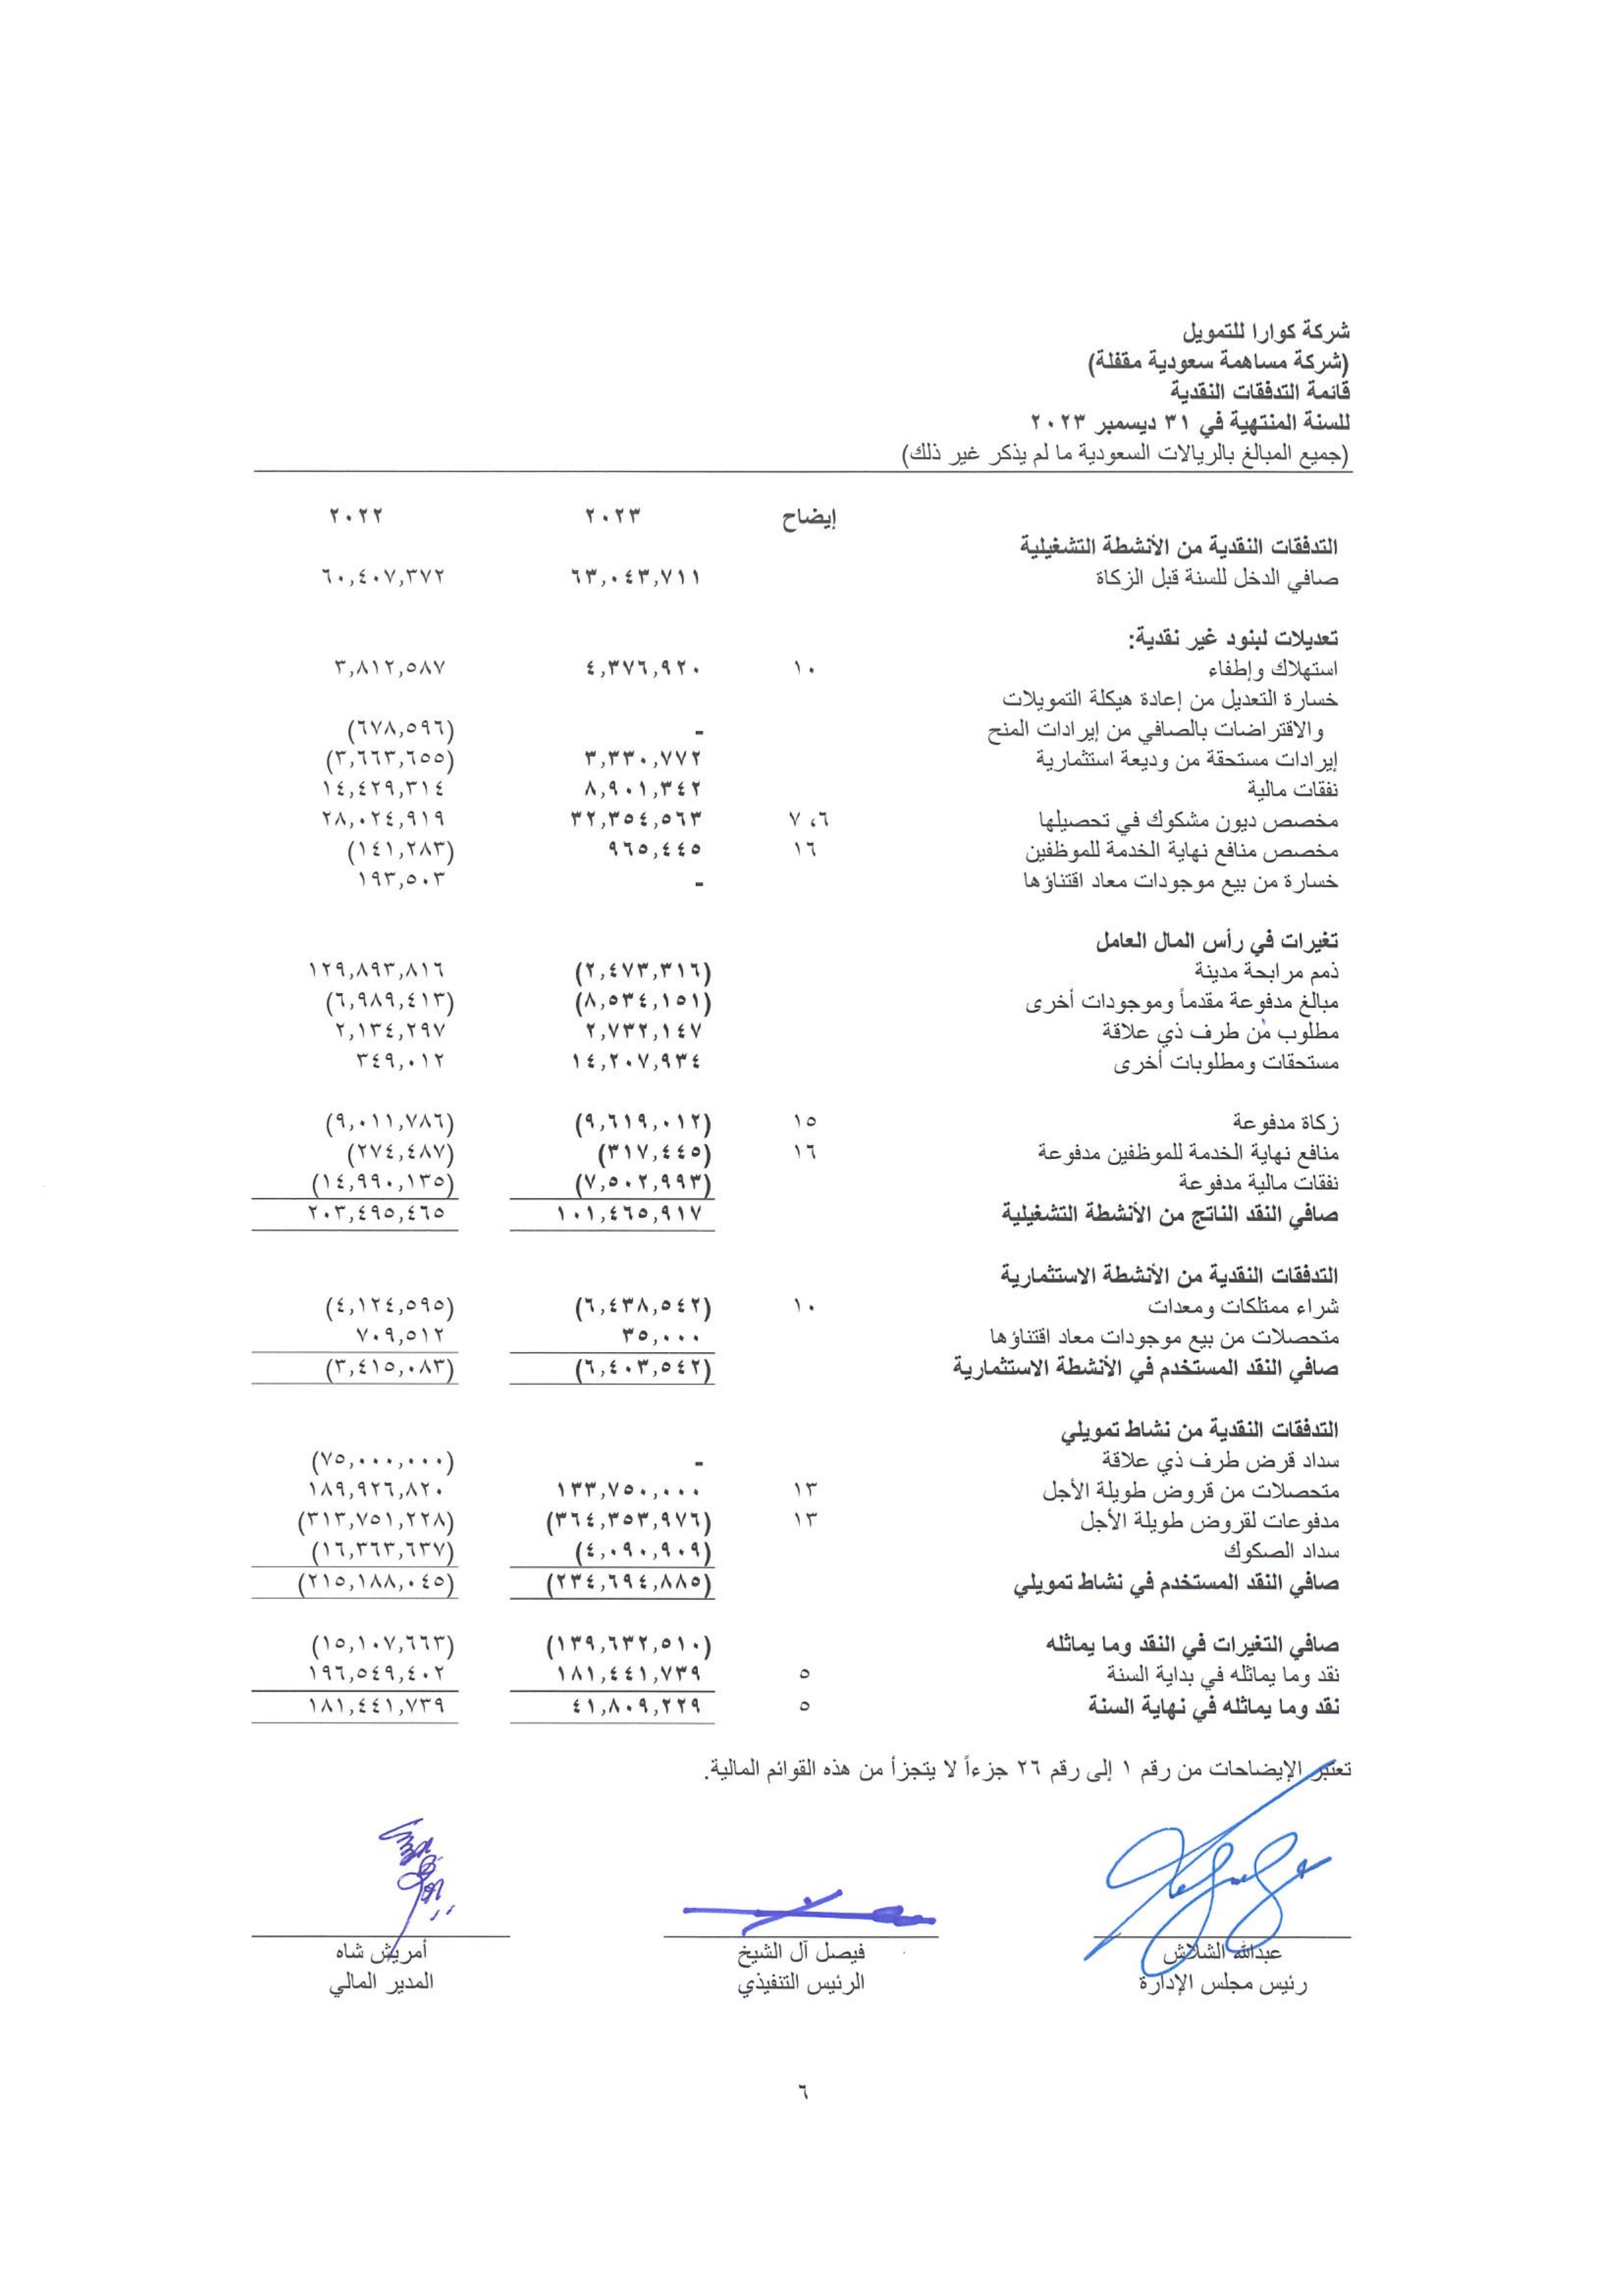 شركة كوارا للتمويل
(شركة مساهمة سعودية مقفلة)
قائمة التدفقات النقدية
للسنة المنتهية في ٣١ ديسمبر ٢٠٢٣
(جميع المبالغ بالريالات السعودية ما لم يذكر غير ذلك)
إيضاح ٢٠٢٣ ٢٠٢٢
التدفقات النقدية من الأنشطة التشغيلية
صافي الدخل للسنة قبل الزكاة ٦٣,٠٤٣,٧١١ ٦٠,٤٠٧,٣٧٢
تعديلات لبنود غير نقدية:
استهلاك وإطفاء ١٠ ٤,٣٧٦,٩٢٠ ٣,٨١٢,٥٨٧
خسارة التعديل من إعادة هيكلة التمويلات
والاقتراضات بالصافي من إيرادات المنح - (٦٧٨,٥٩٦)
إيرادات مستحقة من وديعة استثمارية ٣,٣٣٠,٧٧٢ (٣,٦٦٣,٦٥٥)
نفقات مالية ٨,٩٠١,٣٤٢ ١٤,٤٢٩,٣١٤
مخصص ديون مشكوك في تحصيلها ٦، ٧ ٣٢,٣٥٤,٥٦٣ ٢٨,٠٢٤,٩١٩
مخصص منافع نهاية الخدمة للموظفين ١٦ ٩٦٥,٤٤٥ (١٤١,٢٨٣)
خسارة من بيع موجودات معاد اقتناؤها - ١٩٣,٥٠٣
تغيرات في رأس المال العامل
ذمم مرابحة مدينة (٢,٤٧٣,٣١٦) ١٢٩,٨٩٣,٨١٦
مبالغ مدفوعة مقدماً وموجودات أخرى (٨,٥٣٤,١٥١) (٦,٩٨٩,٤١٣)
مطلوب من طرف ذي علاقة ٢,٧٣٢,١٤٧ ٢,١٣٤,٢٩٧
مستحقات ومطلوبات أخرى ١٤,٢٠٧,٩٣٤ ٣٤٩,٠١٢
زكاة مدفوعة ١٥ (٩,٦١٩,٠١٢) (٩,٠١١,٧٨٦)
منافع نهاية الخدمة للموظفين مدفوعة ١٦ (٣١٧,٤٤٥) (٢٧٤,٤٨٧)
نفقات مالية مدفوعة (٧,٥٠٢,٩٩٣) (١٤,٩٩٠,١٣٥)
صافي النقد الناتج من الأنشطة التشغيلية ١٠١,٤٦٥,٩١٧ ٢٠٣,٤٩٥,٤٦٥
التدفقات النقدية من الأنشطة الاستثمارية
شراء ممتلكات ومعدات ١٠ (٦,٤٣٨,٥٤٢) (٤,١٢٤,٥٩٥)
متحصلات من بيع موجودات معاد اقتناؤها ٣٥,٠٠٠ ٧٠٩,٥١٢
صافي النقد المستخدم في الأنشطة الاستثمارية (٦,٤٠٣,٥٤٢) (٣,٤١٥,٠٨٣)
التدفقات النقدية من نشاط تمويلي
سداد قرض طرف ذي علاقة - (٧٥,٠٠٠,٠٠٠)
متحصلات من قروض طويلة الأجل ١٣ ١٣٣,٧٥٠,٠٠٠ ١٨٩,٩٢٦,٨٢٠
مدفوعات لقروض طويلة الأجل ١٣ (٣٦٤,٣٥٣,٩٧٦) (٣١٣,٧٥١,٢٢٨)
سداد الصكوك (٤,٠٩٠,٩٠٩) (١٦,٣٦٣,٦٣٧)
صافي النقد المستخدم في نشاط تمويلي (٢٣٤,٦٩٤,٨٨٥) (٢١٥,١٨٨,٠٤٥)
صافي التغيرات في النقد وما يماثله (١٣٩,٦٣٢,٥١٠) (١٥,١٠٧,٦٦٣)
نقد وما يماثله في بداية السنة ٥ ١٨١,٤٤١,٧٣٩ ١٩٦,٥٤٩,٤٠٢
نقد وما يماثله في نهاية السنة ٥ ٤١,٨٠٩,٢٢٩ ١٨١,٤٤١,٧٣٩
تعتبر الإيضاحات من رقم ١ إلى رقم ٢٦ جزءاً لا يتجزأ من هذه القوائم المالية.
عبدالله الشلاش فيصل آل الشيخ أمريش شاه
رئيس مجلس الإدارة الرئيس التنفيذي المدير المالي
٦